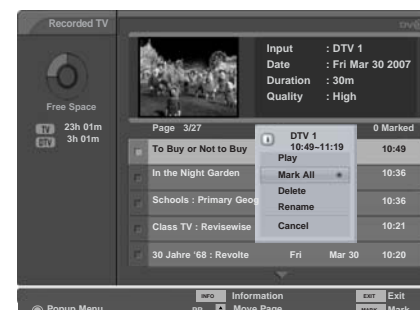 Recorded TV
Input : DTV 1
Date : Fri Mar 30 2007
Duration : 30m
Quality : High
Free Space
TV 23h 01m
DTV 3h 01m
Page 3/27
0 Marked
To Buy or Not to Buy 10:49
In the Night Garden 10:36
Schools : Primary Geog 10:36
Class TV : Revisewise 10:21
30 Jahre '68 : Revolte Fri Mar 30 10:20
DTV 1
10:49~11:19
Play
Mark All
Delete
Rename
Cancel
INFO Information
EXIT Exit
Popup Menu
PR Move Page
MARK Mark